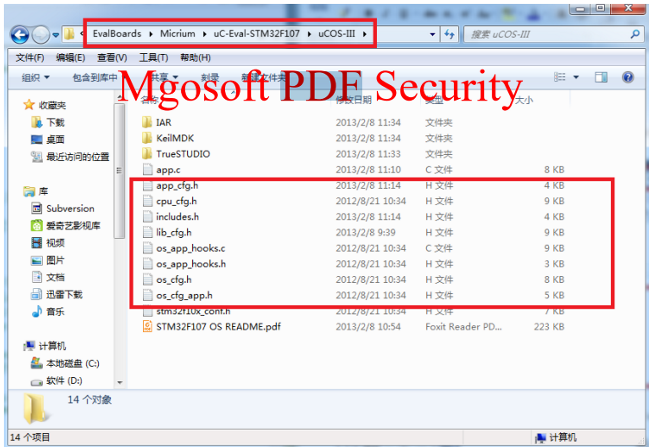 EvalBoards ▸ Micrium ▸ uC-Eval-STM32F107 ▸ uCOS-III ▸
搜索 uCOS-III
文件(F) 编辑(E) 查看(V) 工具(T) 帮助(H)
组织 包含到库中 共享 刻录 新建文件夹
Mgosoft PDF Security
名称 修改日期 类型 大小
收藏夹
下载
桌面
最近访问的位置
库
Subversion
爱奇艺影视库
视频
图片
文档
迅雷下载
音乐
计算机
本地磁盘 (C:)
软件 (D:)
IAR 2013/2/8 11:34 文件夹
KeilMDK 2013/2/8 11:34 文件夹
TrueSTUDIO 2013/2/8 11:33 文件夹
app.c 2013/2/8 11:10 C 文件 8 KB
app_cfg.h 2013/2/8 11:14 H 文件 4 KB
cpu_cfg.h 2012/8/21 10:34 H 文件 9 KB
includes.h 2013/2/8 11:14 H 文件 4 KB
lib_cfg.h 2013/2/8 9:39 H 文件 9 KB
os_app_hooks.c 2012/8/21 10:34 C 文件 9 KB
os_app_hooks.h 2012/8/21 10:34 H 文件 3 KB
os_cfg.h 2012/8/21 10:34 H 文件 8 KB
os_cfg_app.h 2012/8/21 10:34 H 文件 5 KB
stm32f10x_conf.h 2012/8/21 10:34 H 文件 7 KB
STM32F107 OS README.pdf 2013/2/8 10:54 Foxit Reader PD... 223 KB
14 个对象
14 个项目 计算机